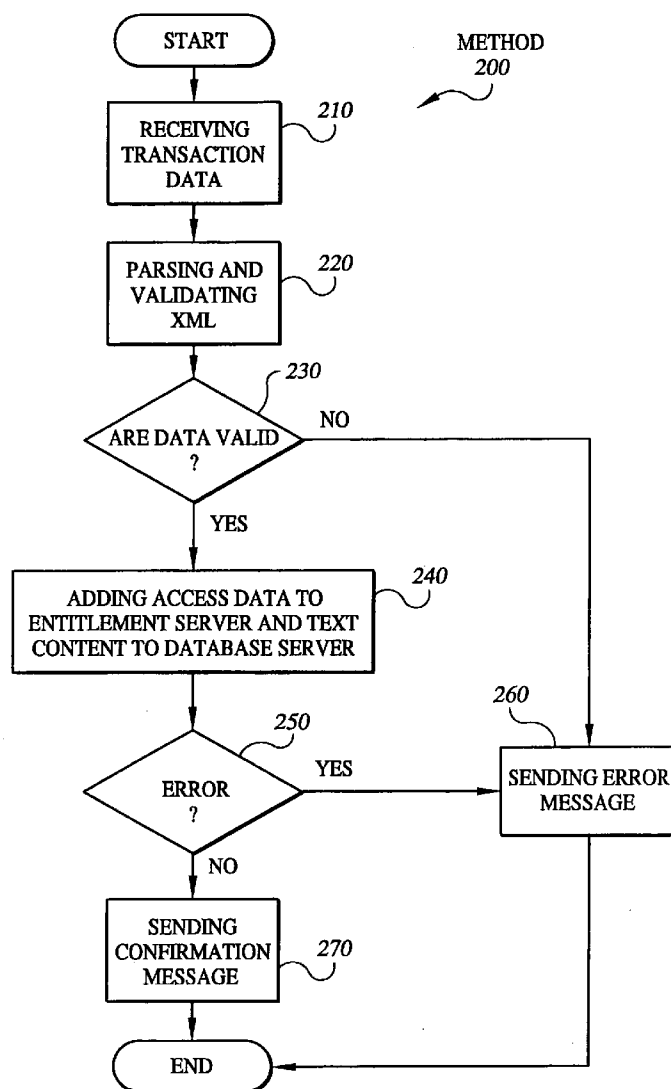 START
METHOD
200
210
RECEIVING
TRANSACTION
DATA
220
PARSING AND
VALIDATING
XML
230
ARE DATA VALID
?
NO
YES
240
ADDING ACCESS DATA TO
ENTITLEMENT SERVER AND TEXT
CONTENT TO DATABASE SERVER
250
ERROR
?
YES
260
SENDING ERROR
MESSAGE
NO
SENDING
CONFIRMATION
MESSAGE
270
END